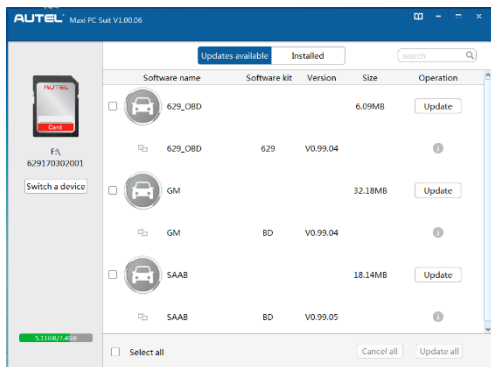 AUTEL Maxi PC Suit V1.00.06
Updates available Installed search
Software name Software kit Version Size Operation
AUTEL
Card
F:\
629170302001
Switch a device
629_OBD 6.09MB Update
629_OBD 629 V0.99.04
GM 32.18MB Update
GM BD V0.99.04
SAAB 18.14MB Update
SAAB BD V0.99.05
5.11GB/7.4GB
Select all Cancel all Update all